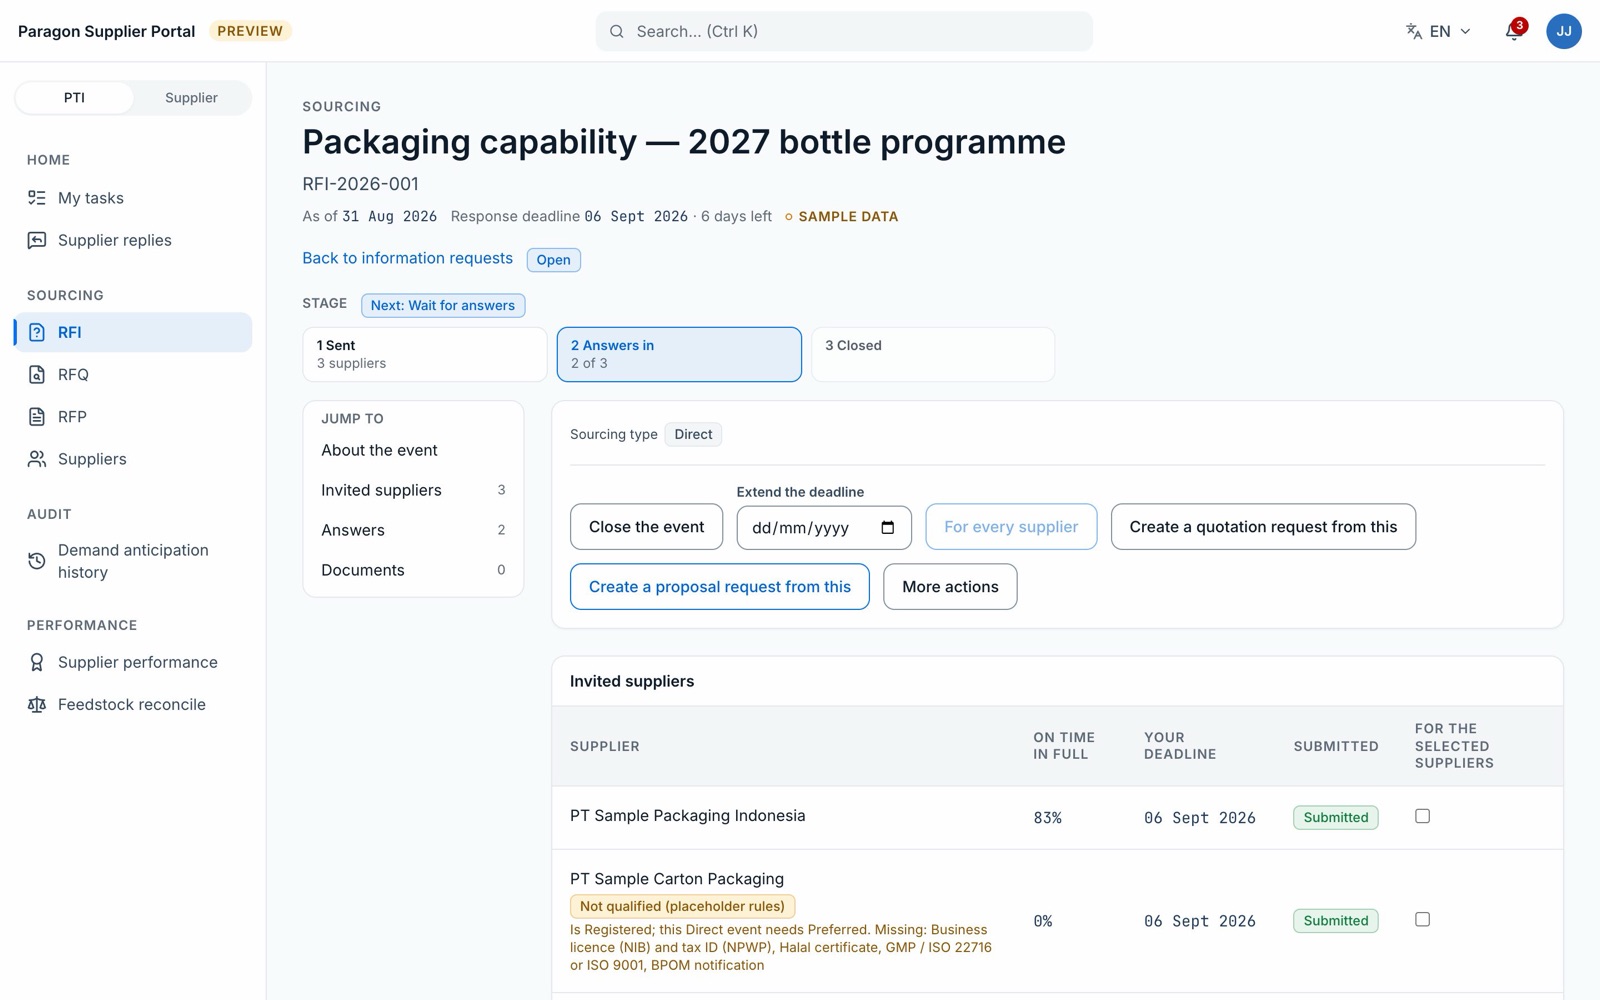 Paragon Supplier Portal PREVIEW
Search... (Ctrl K)
EN
3
JJ
PTI Supplier
HOME
My tasks
Supplier replies
SOURCING
RFI
RFQ
RFP
Suppliers
AUDIT
Demand anticipation
history
PERFORMANCE
Supplier performance
Feedstock reconcile
SOURCING
Packaging capability — 2027 bottle programme
RFI-2026-001
As of 31 Aug 2026 Response deadline 06 Sept 2026 · 6 days left SAMPLE DATA
Back to information requests Open
STAGE Next: Wait for answers
1 Sent
3 suppliers
2 Answers in
2 of 3
3 Closed
JUMP TO
About the event
Invited suppliers 3
Answers 2
Documents 0
Sourcing type Direct
Extend the deadline
Close the event dd/mm/yyyy For every supplier Create a quotation request from this
Create a proposal request from this More actions
Invited suppliers
SUPPLIER
ON TIME
IN FULL
YOUR
DEADLINE
SUBMITTED
FOR THE
SELECTED
SUPPLIERS
PT Sample Packaging Indonesia 83% 06 Sept 2026 Submitted
PT Sample Carton Packaging
Not qualified (placeholder rules)
Is Registered; this Direct event needs Preferred. Missing: Business
licence (NIB) and tax ID (NPWP), Halal certificate, GMP / ISO 22716
or ISO 9001, BPOM notification
0% 06 Sept 2026 Submitted